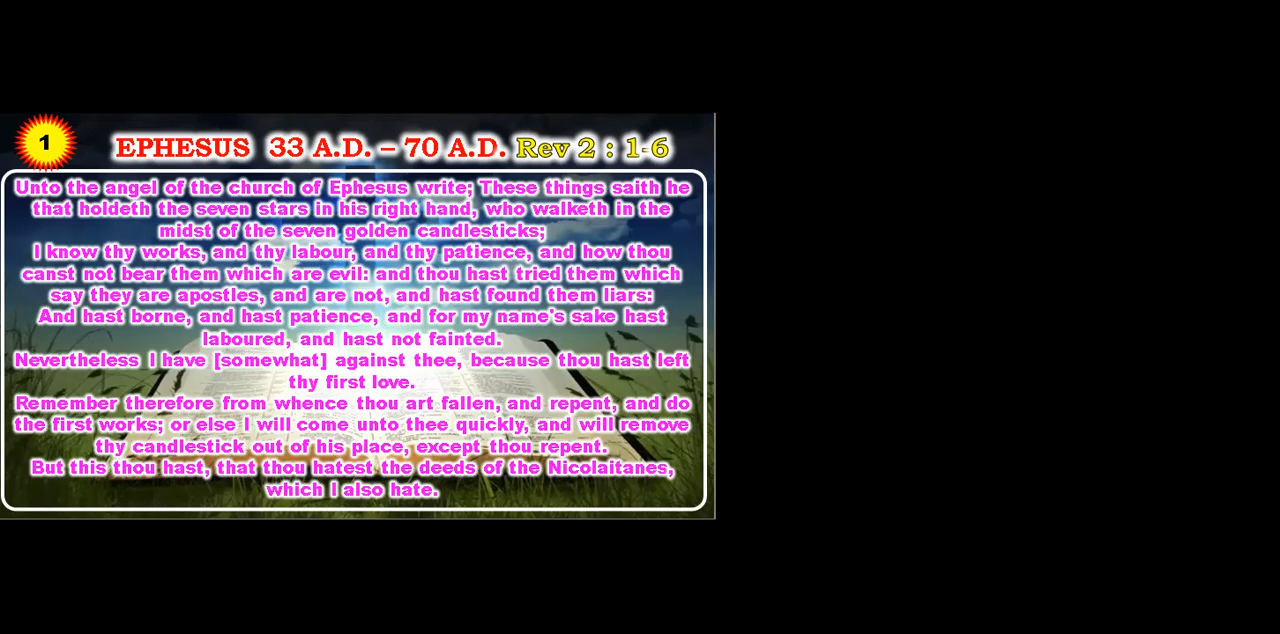 1
EPHESUS 33 A.D. – 70 A.D. Rev 2 : 1-6
Unto the angel of the church of Ephesus write; These things saith he
that holdeth the seven stars in his right hand, who walketh in the
midst of the seven golden candlesticks;
I know thy works, and thy labour, and thy patience, and how thou
canst not bear them which are evil: and thou hast tried them which
say they are apostles, and are not, and hast found them liars:
And hast borne, and hast patience, and for my name's sake hast
laboured, and hast not fainted.
Nevertheless I have [somewhat] against thee, because thou hast left
thy first love.
Remember therefore from whence thou art fallen, and repent, and do
the first works; or else I will come unto thee quickly, and will remove
thy candlestick out of his place, except thou repent.
But this thou hast, that thou hatest the deeds of the Nicolaitanes,
which I also hate.